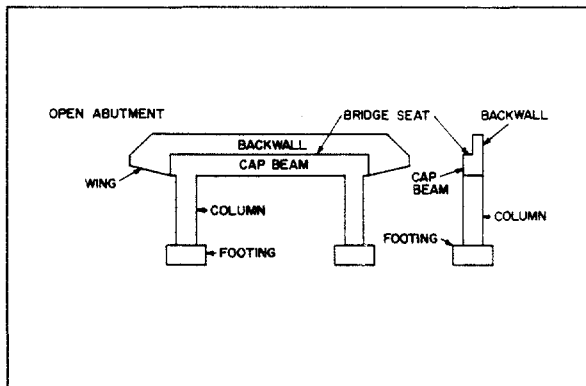 OPEN ABUTMENT
BRIDGE SEAT
BACKWALL
BACKWALL
CAP BEAM
WING
CAP
BEAM
COLUMN
COLUMN
FOOTING
FOOTING